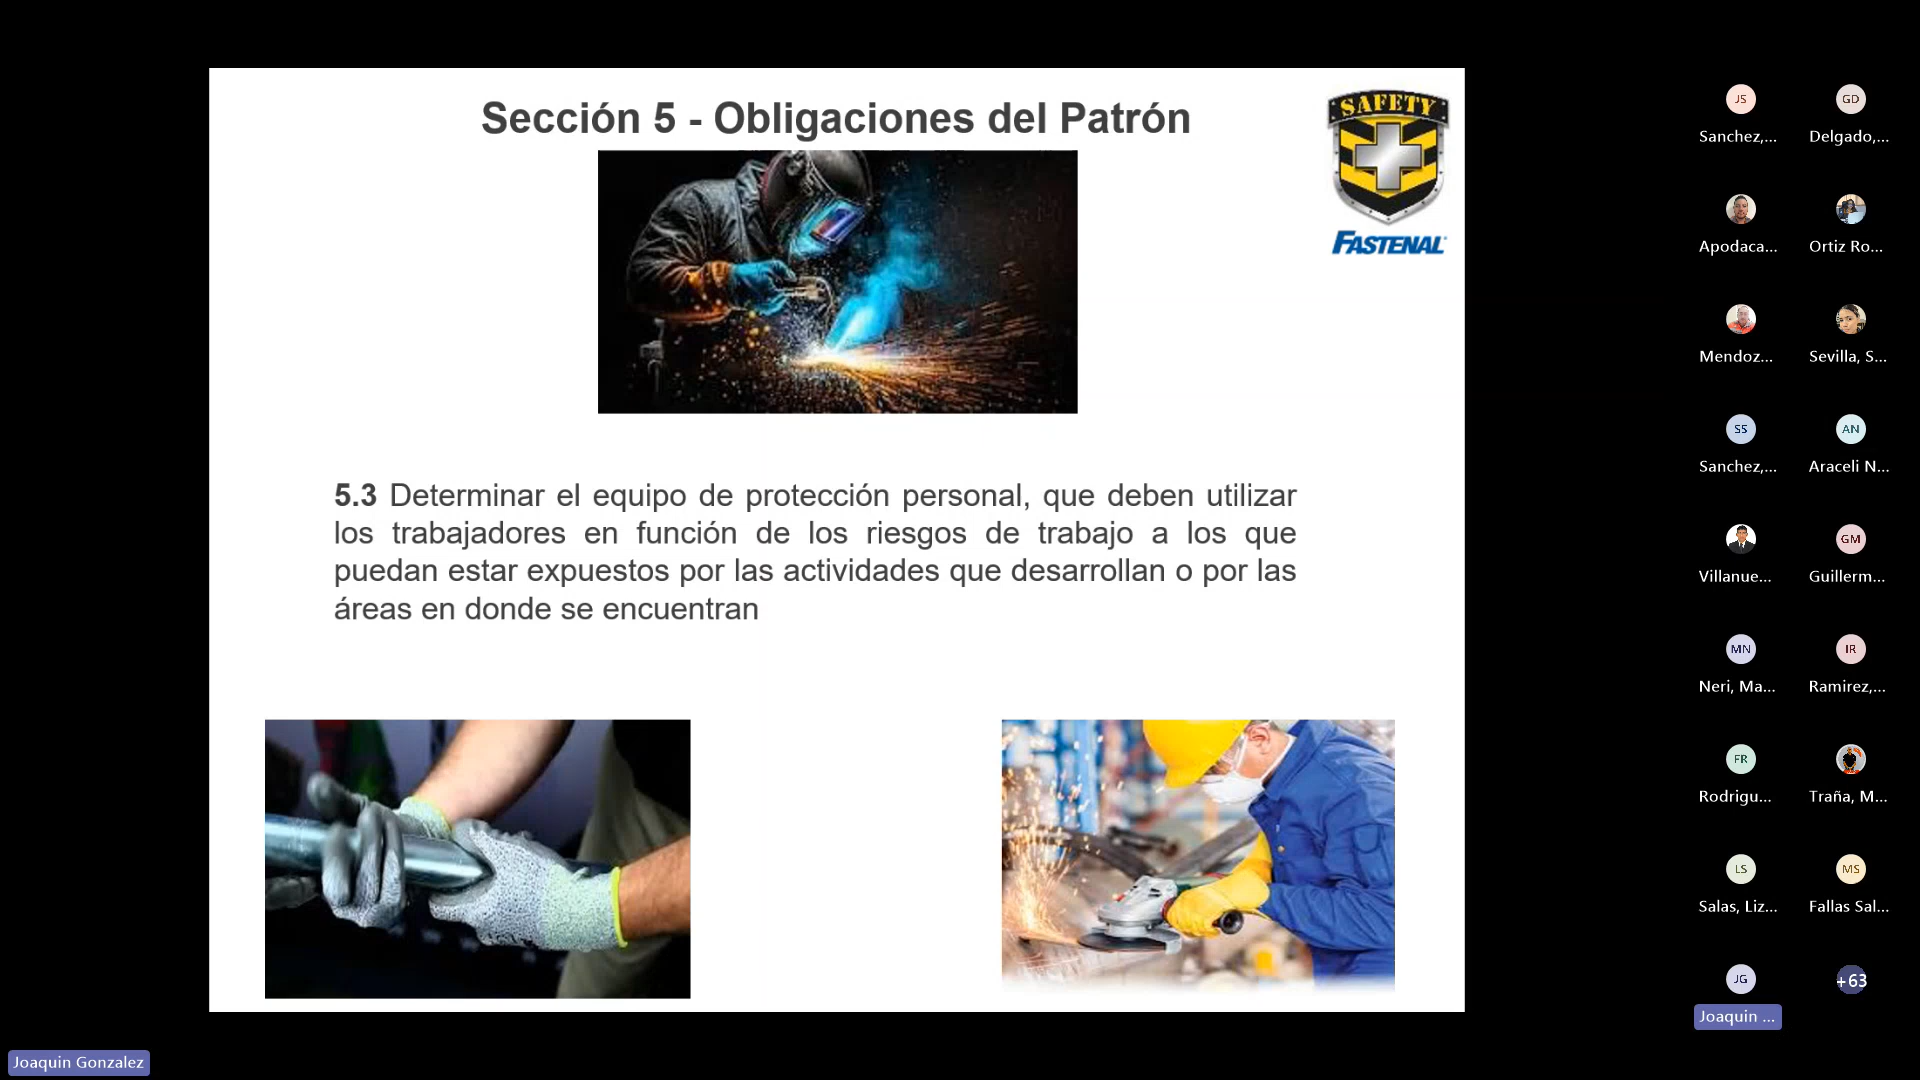 Sección 5 - Obligaciones del Patrón
SAFETY
FASTENAL
5.3 Determinar el equipo de protección personal, que deben utilizar
los trabajadores en función de los riesgos de trabajo a los que
puedan estar expuestos por las actividades que desarrollan o por las
áreas en donde se encuentran
JS
GD
Sanchez,...
Delgado,...
Apodaca...
Ortiz Ro...
Mendoz...
Sevilla, S...
SS
AN
Sanchez,...
Araceli N...
GM
Villanue...
Guillerm...
MN
IR
Neri, Ma...
Ramirez,...
FR
Rodrigu...
Traña, M...
LS
MS
Salas, Liz...
Fallas Sal...
JG
+63
Joaquin ...
Joaquin Gonzalez